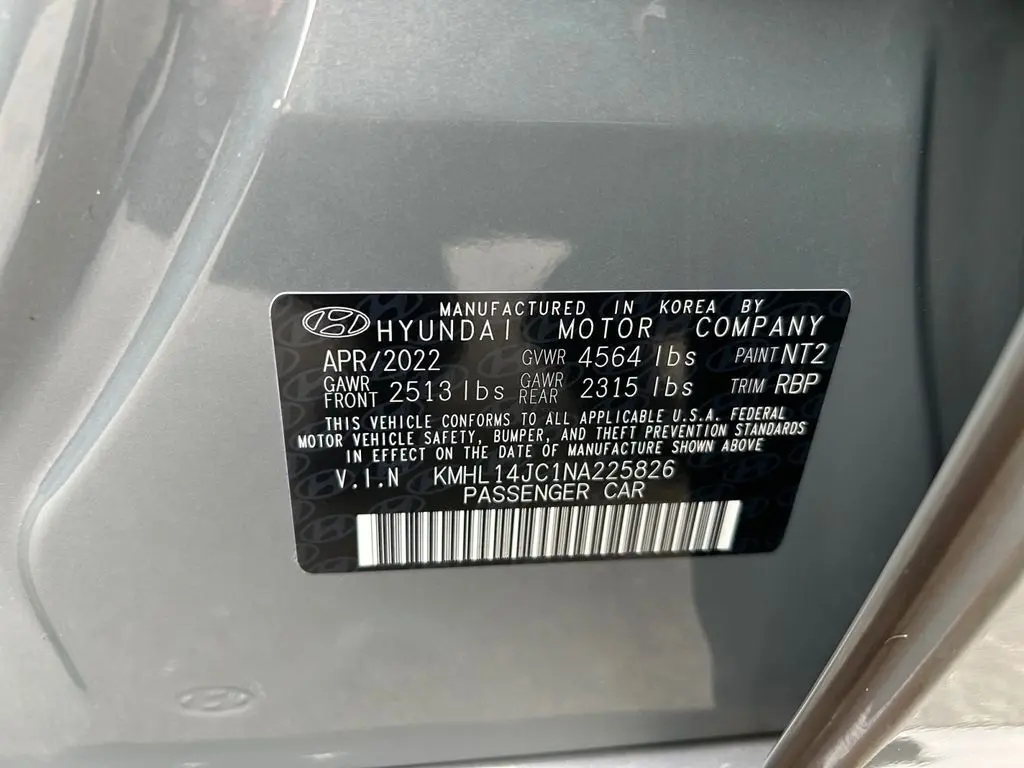 MANUFACTURED IN KOREA BY
HYUNDAI MOTOR COMPANY
APR/2022 GVWR 4564 lbs PAINT NT2
GAWR FRONT 2513 lbs GAWR REAR 2315 lbs TRIM RBP
THIS VEHICLE CONFORMS TO ALL APPLICABLE U.S.A. FEDERAL
MOTOR VEHICLE SAFETY, BUMPER, AND THEFT PREVENTION STANDARDS
IN EFFECT ON THE DATE OF MANUFACTURE SHOWN ABOVE
V.I.N KMHL14JC1NA225826
PASSENGER CAR